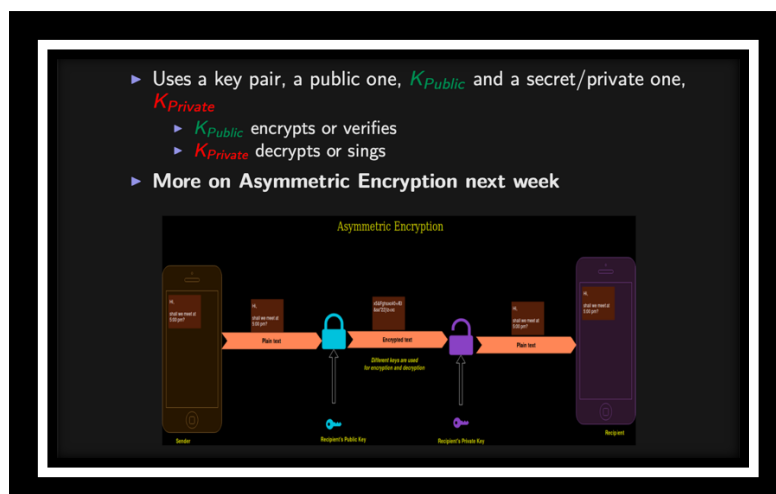 Uses a key pair, a public one, K_Public and a secret/private one,
K_Private
K_Public encrypts or verifies
K_Private decrypts or sings
More on Asymmetric Encryption next week
Asymmetric Encryption
Hi,
shall we meet at
5:00 pm?
Hi,
shall we meet at
5:00 pm?
Plain text
Encrypted text
Different keys are used
for encryption and decryption
Hi,
shall we meet at
5:00 pm?
Plain text
Hi,
shall we meet at
5:00 pm?
Sender
Recipient's Public Key
Recipient's Private Key
Recipient